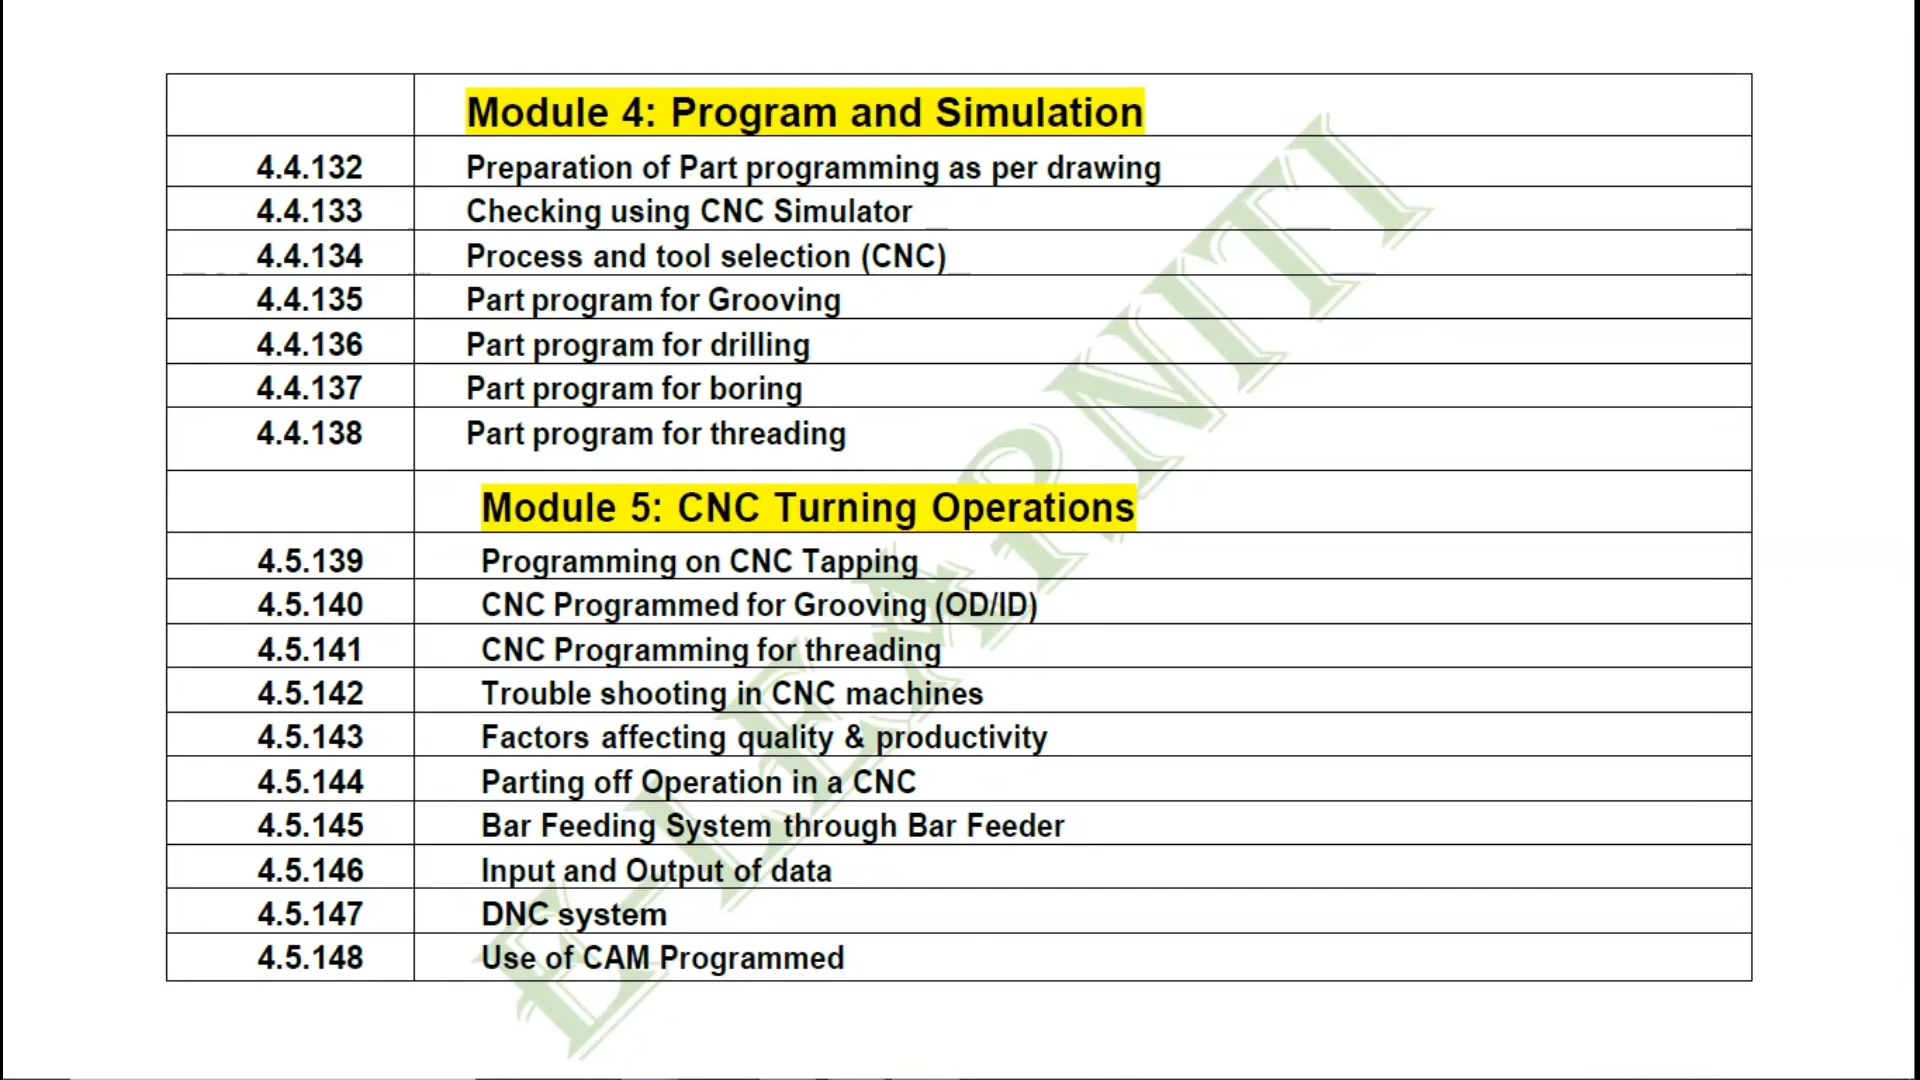 Module 4: Program and Simulation
4.4.132 Preparation of Part programming as per drawing
4.4.133 Checking using CNC Simulator
4.4.134 Process and tool selection (CNC)
4.4.135 Part program for Grooving
4.4.136 Part program for drilling
4.4.137 Part program for boring
4.4.138 Part program for threading
Module 5: CNC Turning Operations
4.5.139 Programming on CNC Tapping
4.5.140 CNC Programmed for Grooving (OD/ID)
4.5.141 CNC Programming for threading
4.5.142 Trouble shooting in CNC machines
4.5.143 Factors affecting quality & productivity
4.5.144 Parting off Operation in a CNC
4.5.145 Bar Feeding System through Bar Feeder
4.5.146 Input and Output of data
4.5.147 DNC system
4.5.148 Use of CAM Programmed
E-LEARNITI